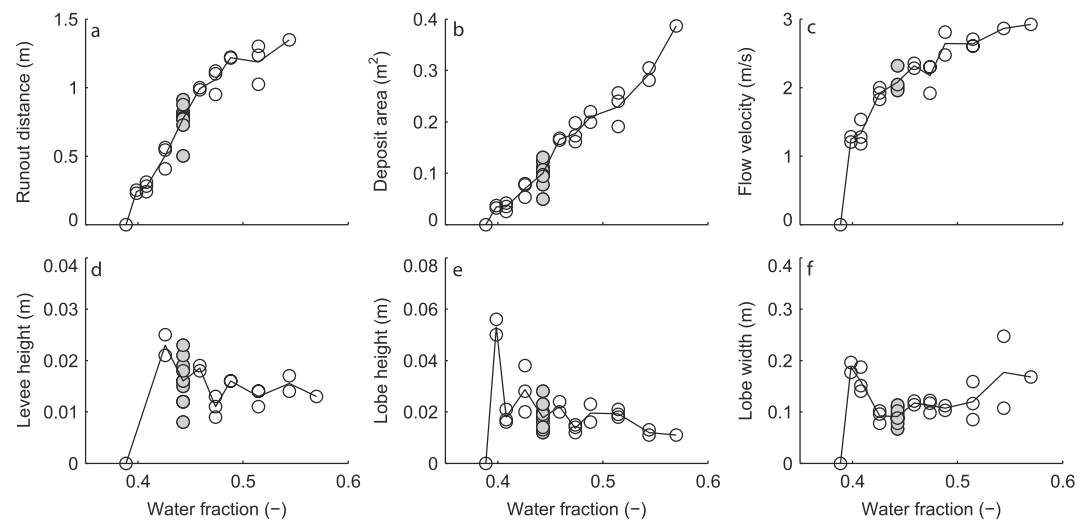 a
1.5
1
0.5
0
Runout distance (m)
b
0.4
0.3
0.2
0.1
0
Deposit area (m²)
c
3
2
1
0
Flow velocity (m/s)
d
0.04
0.03
0.02
0.01
0
Levee height (m)
0.4 0.5 0.6
Water fraction (−)
e
0.08
0.06
0.04
0.02
0
Lobe height (m)
0.4 0.5 0.6
Water fraction (−)
f
0.4
0.3
0.2
0.1
0
Lobe width (m)
0.4 0.5 0.6
Water fraction (−)